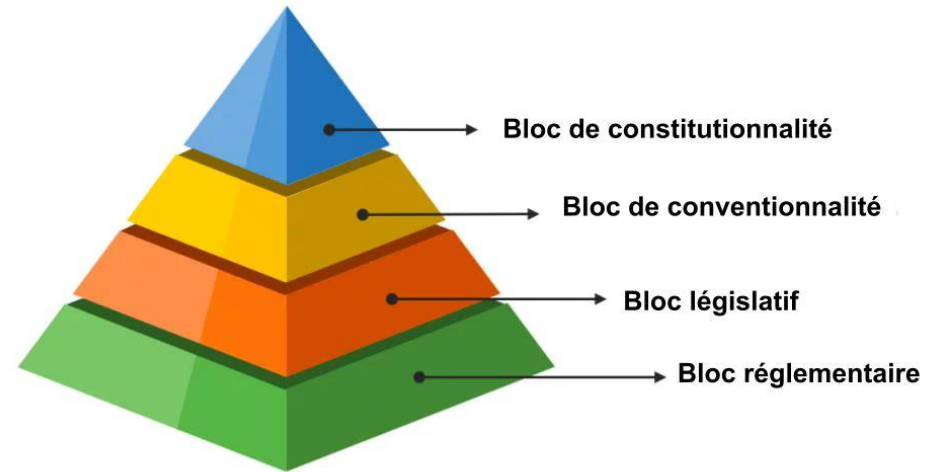 Bloc de constitutionnalité
Bloc de conventionnalité
Bloc législatif
Bloc réglementaire